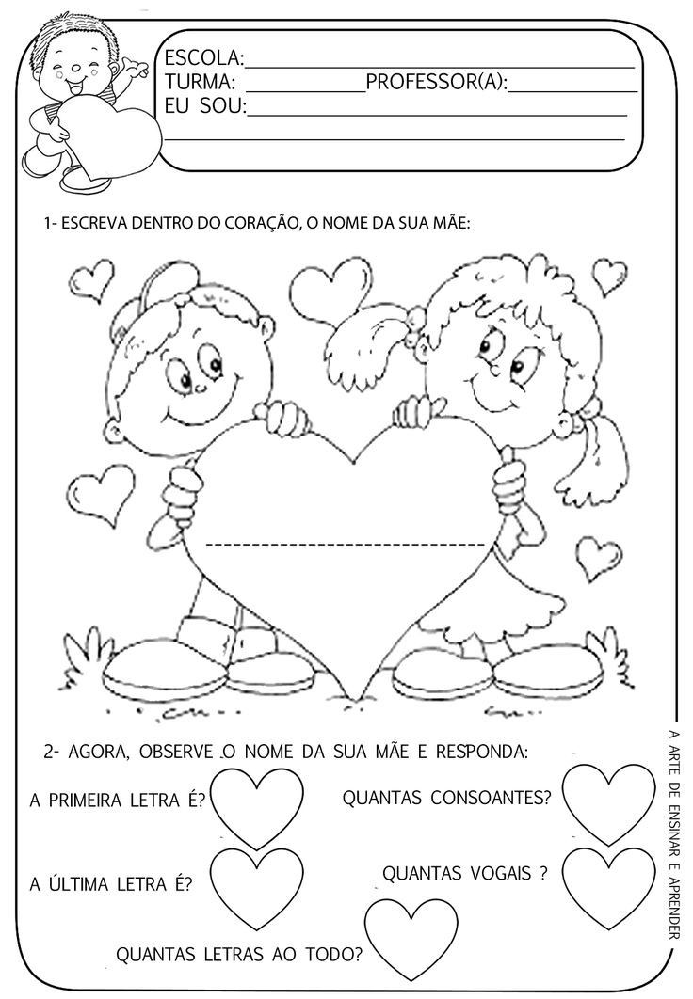 ESCOLA:
TURMA: PROFESSOR(A):
EU SOU:
1- ESCREVA DENTRO DO CORAÇÃO, O NOME DA SUA MÃE:
2- AGORA, OBSERVE O NOME DA SUA MÃE E RESPONDA:
A PRIMEIRA LETRA É?
QUANTAS CONSOANTES?
A ÚLTIMA LETRA É?
QUANTAS VOGAIS ?
QUANTAS LETRAS AO TODO?
A ARTE DE ENSINAR E APRENDER